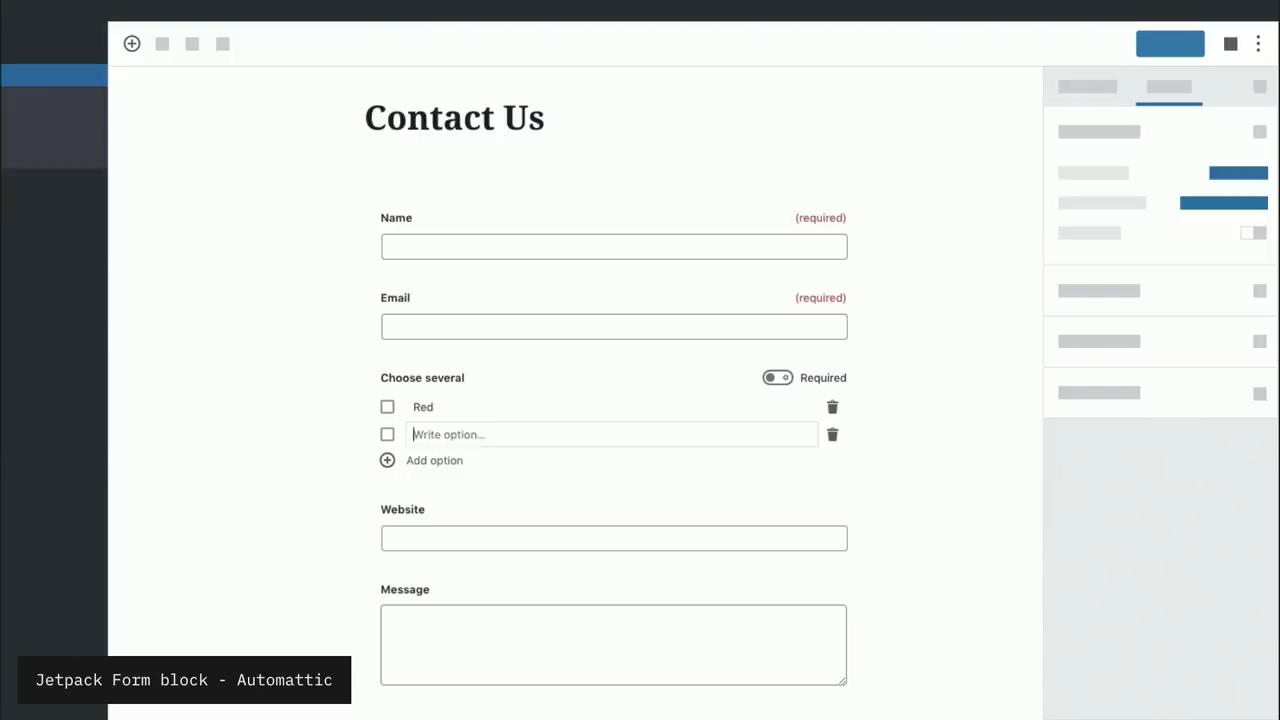 Contact Us
Name (required)
Email (required)
Choose several Required
Red
Write option...
Add option
Website
Message
Jetpack Form block - Automattic